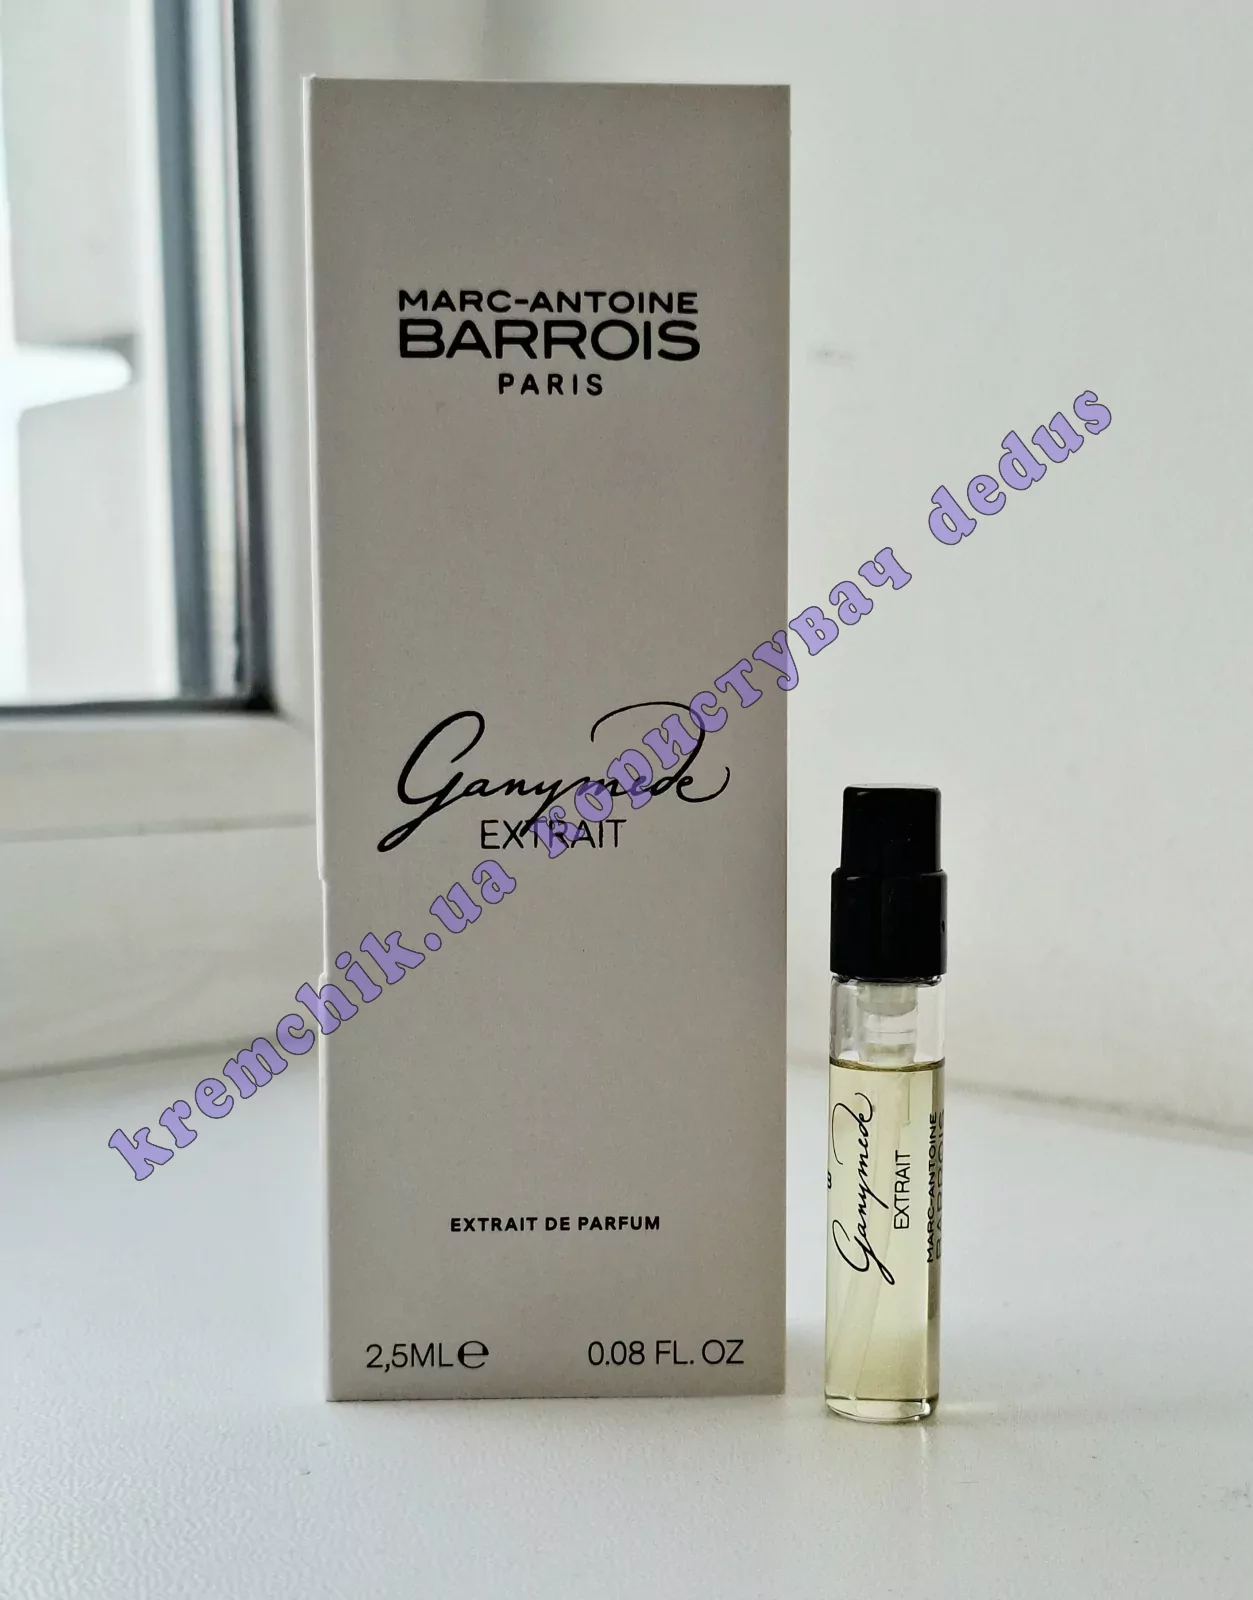 MARC-ANTOINE
BARROIS
PARIS
Ganymede
EXTRAIT
EXTRAIT DE PARFUM
2,5ML℮ 0.08 FL. OZ
Ganymede
EXTRAIT
MARC-ANTOINE
BARROIS
kremchik.ua користувач dedus